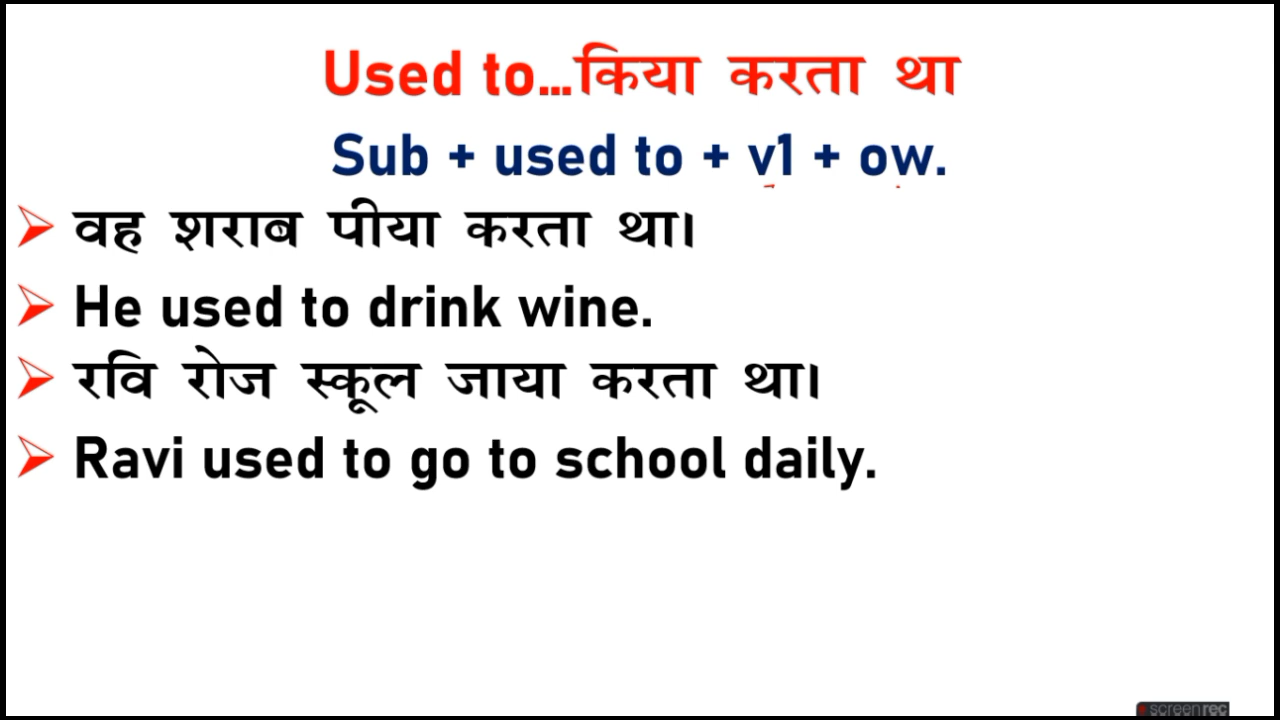 Used to...किया करता था
Sub + used to + v1 + ow.
वह शराब पीया करता था।
He used to drink wine.
रवि रोज स्कूल जाया करता था।
Ravi used to go to school daily.
screenrec